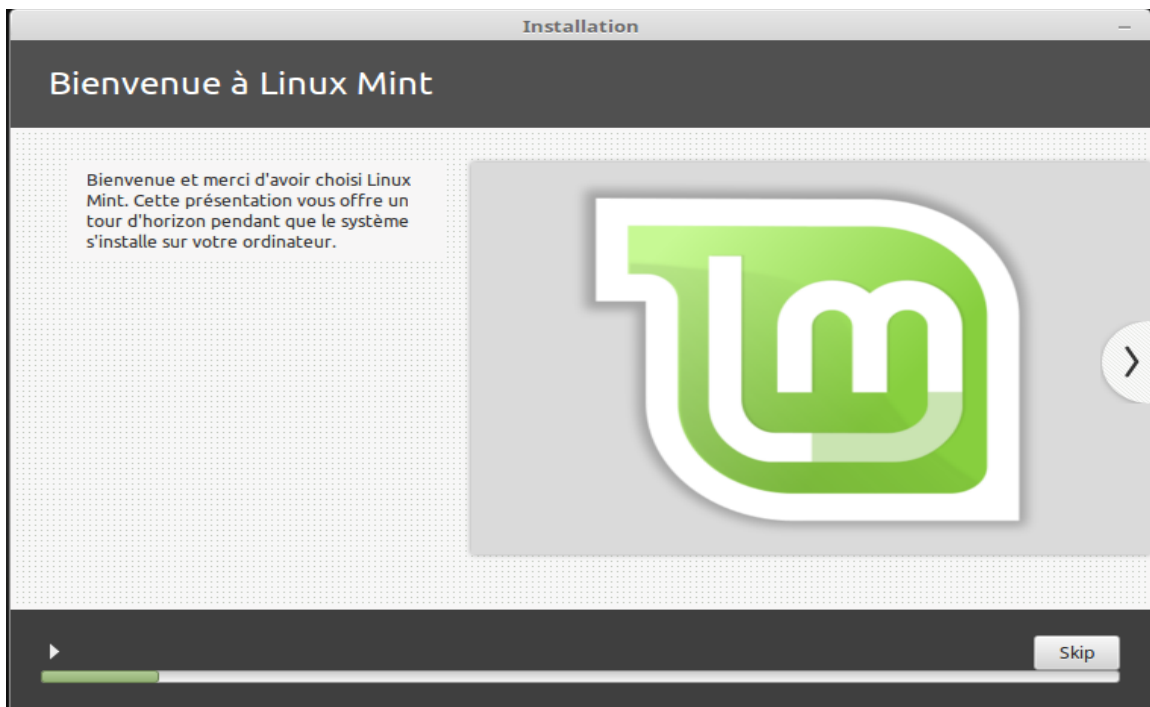 Installation
Bienvenue à Linux Mint
Bienvenue et merci d'avoir choisi Linux
Mint. Cette présentation vous offre un
tour d'horizon pendant que le système
s'installe sur votre ordinateur.
lm
Skip